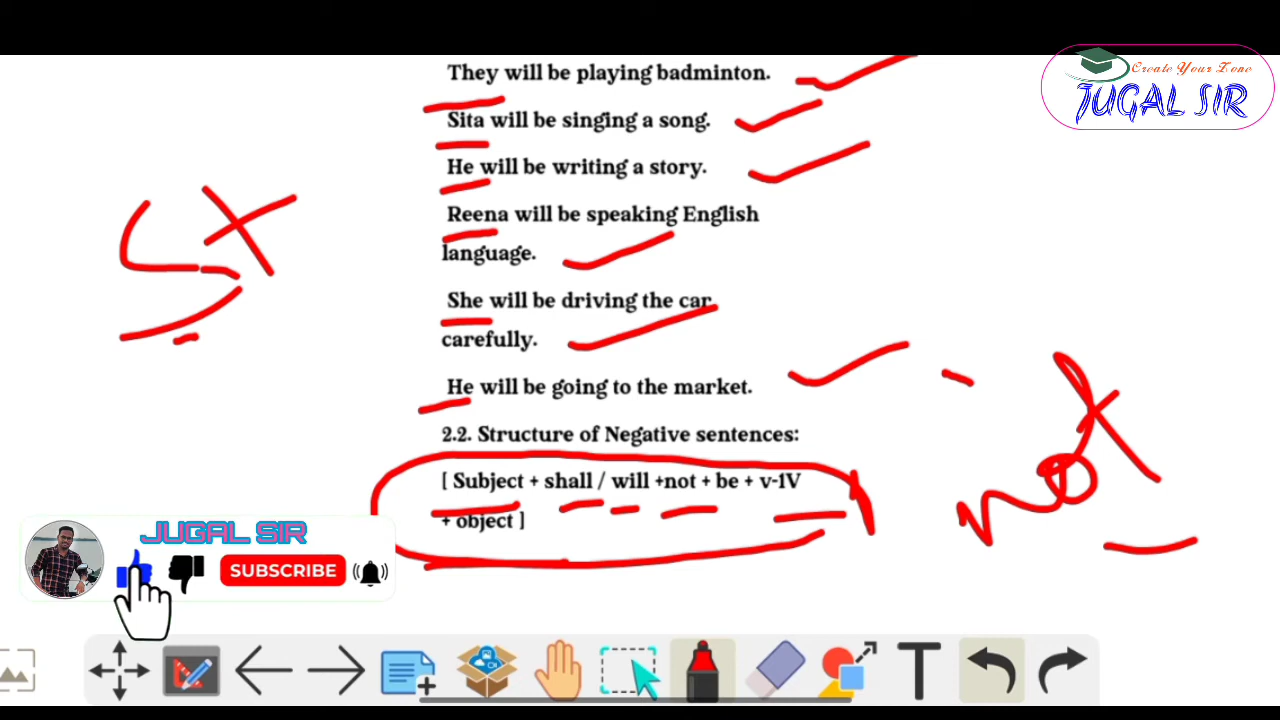 They will be playing badminton.
Create Your Zone
JUGAL SIR
Sita will be singing a song.
He will be writing a story.
Reena will be speaking English
language.
She will be driving the car
carefully.
He will be going to the market.
2.2. Structure of Negative sentences:
[ Subject + shall / will +not + be + v-1V
+ object ]
not
JUGAL SIR
SUBSCRIBE
T